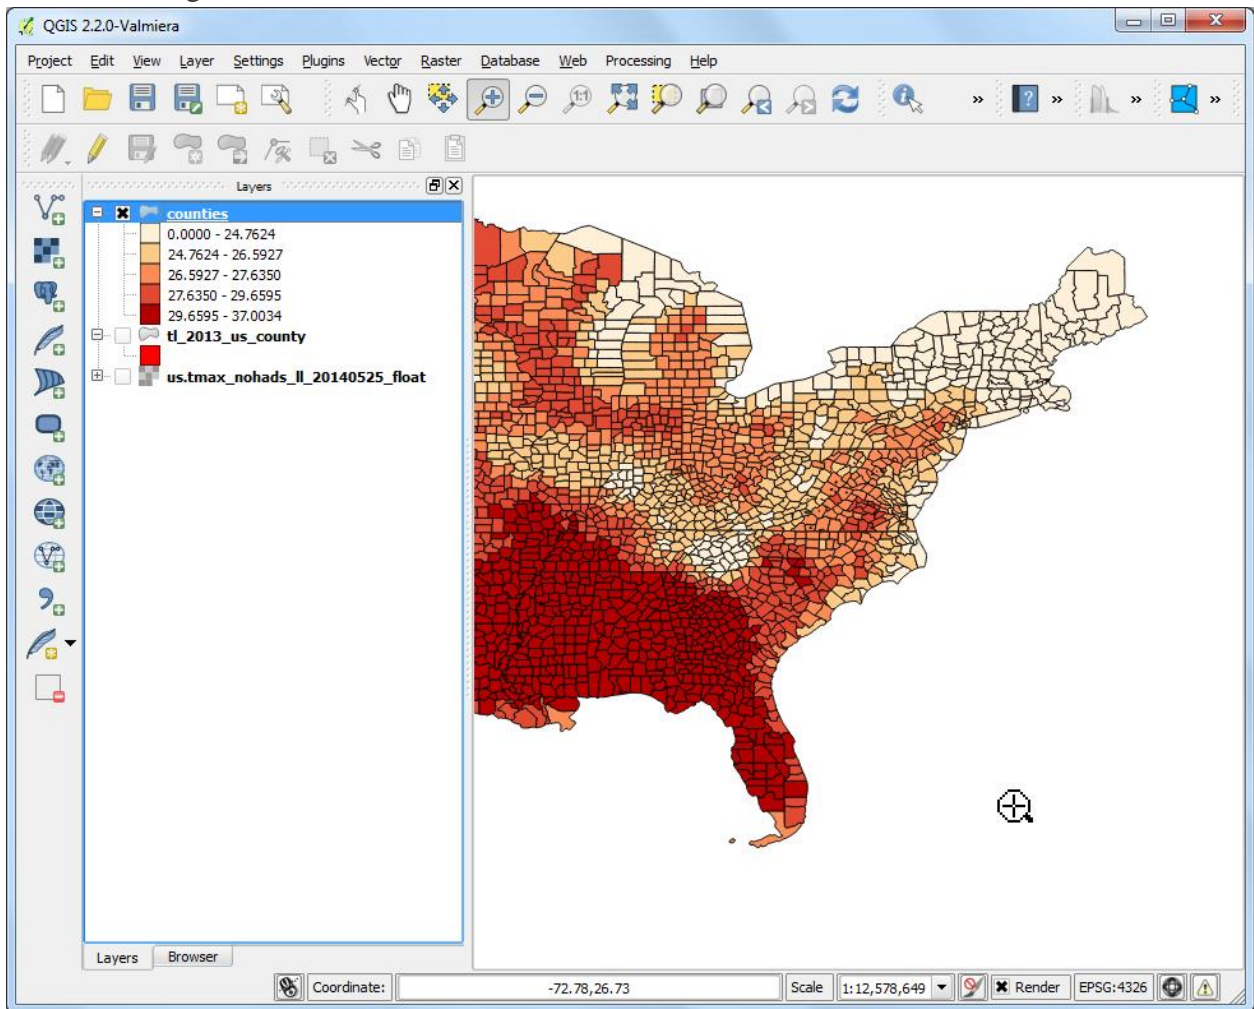 QGIS 2.2.0-Valmiera
Project Edit View Layer Settings Plugins Vector Raster Database Web Processing Help
1:1 » ? » » »
Layers
counties
0.0000 - 24.7624
24.7624 - 26.5927
26.5927 - 27.6350
27.6350 - 29.6595
29.6595 - 37.0034
tl_2013_us_county
us.tmax_nohads_ll_20140525_float
Layers Browser
Coordinate: -72.78,26.73 Scale 1:12,578,649 Render EPSG:4326